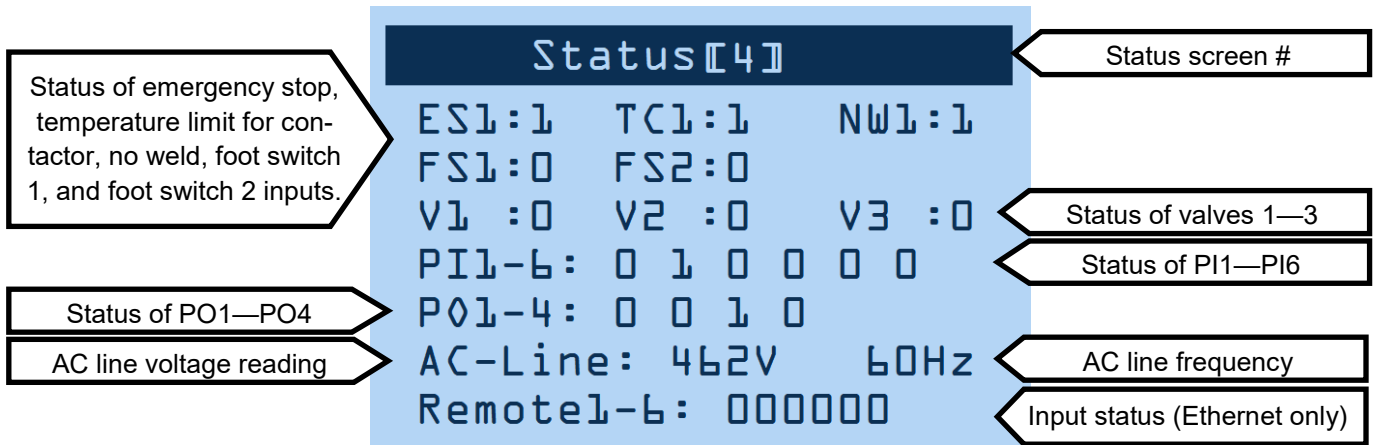 Status[4]
Status screen #
Status of emergency stop,
temperature limit for con-
tactor, no weld, foot switch
1, and foot switch 2 inputs.
ES1:1 TC1:1 NW1:1
FS1:0 FS2:0
V1 :0 V2 :0 V3 :0
Status of valves 1—3
PI1-6: 0 1 0 0 0 0
Status of PI1—PI6
Status of PO1—PO4
PO1-4: 0 0 1 0
AC line voltage reading
AC-Line: 462V 60Hz
AC line frequency
Remote1-6: 000000
Input status (Ethernet only)